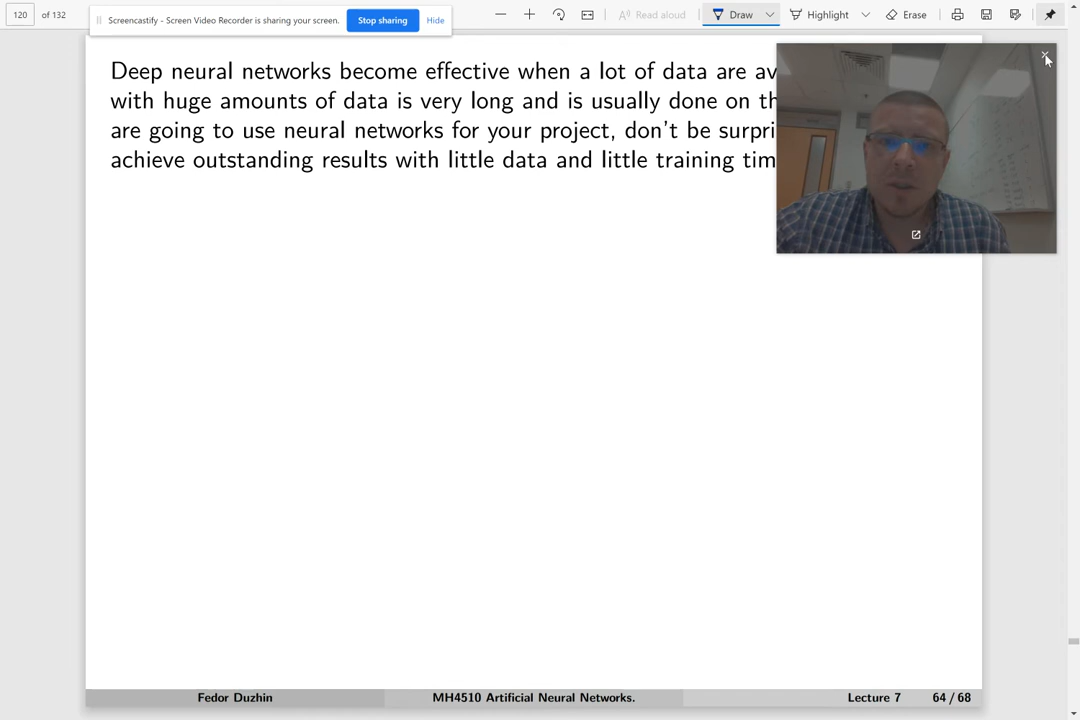 120 of 132
Screencastify - Screen Video Recorder is sharing your screen. Stop sharing Hide
Read aloud Draw Highlight Erase
Deep neural networks become effective when a lot of data are av
with huge amounts of data is very long and is usually done on th
are going to use neural networks for your project, don't be surpri
achieve outstanding results with little data and little training tim
Fedor Duzhin MH4510 Artificial Neural Networks. Lecture 7 64 / 68